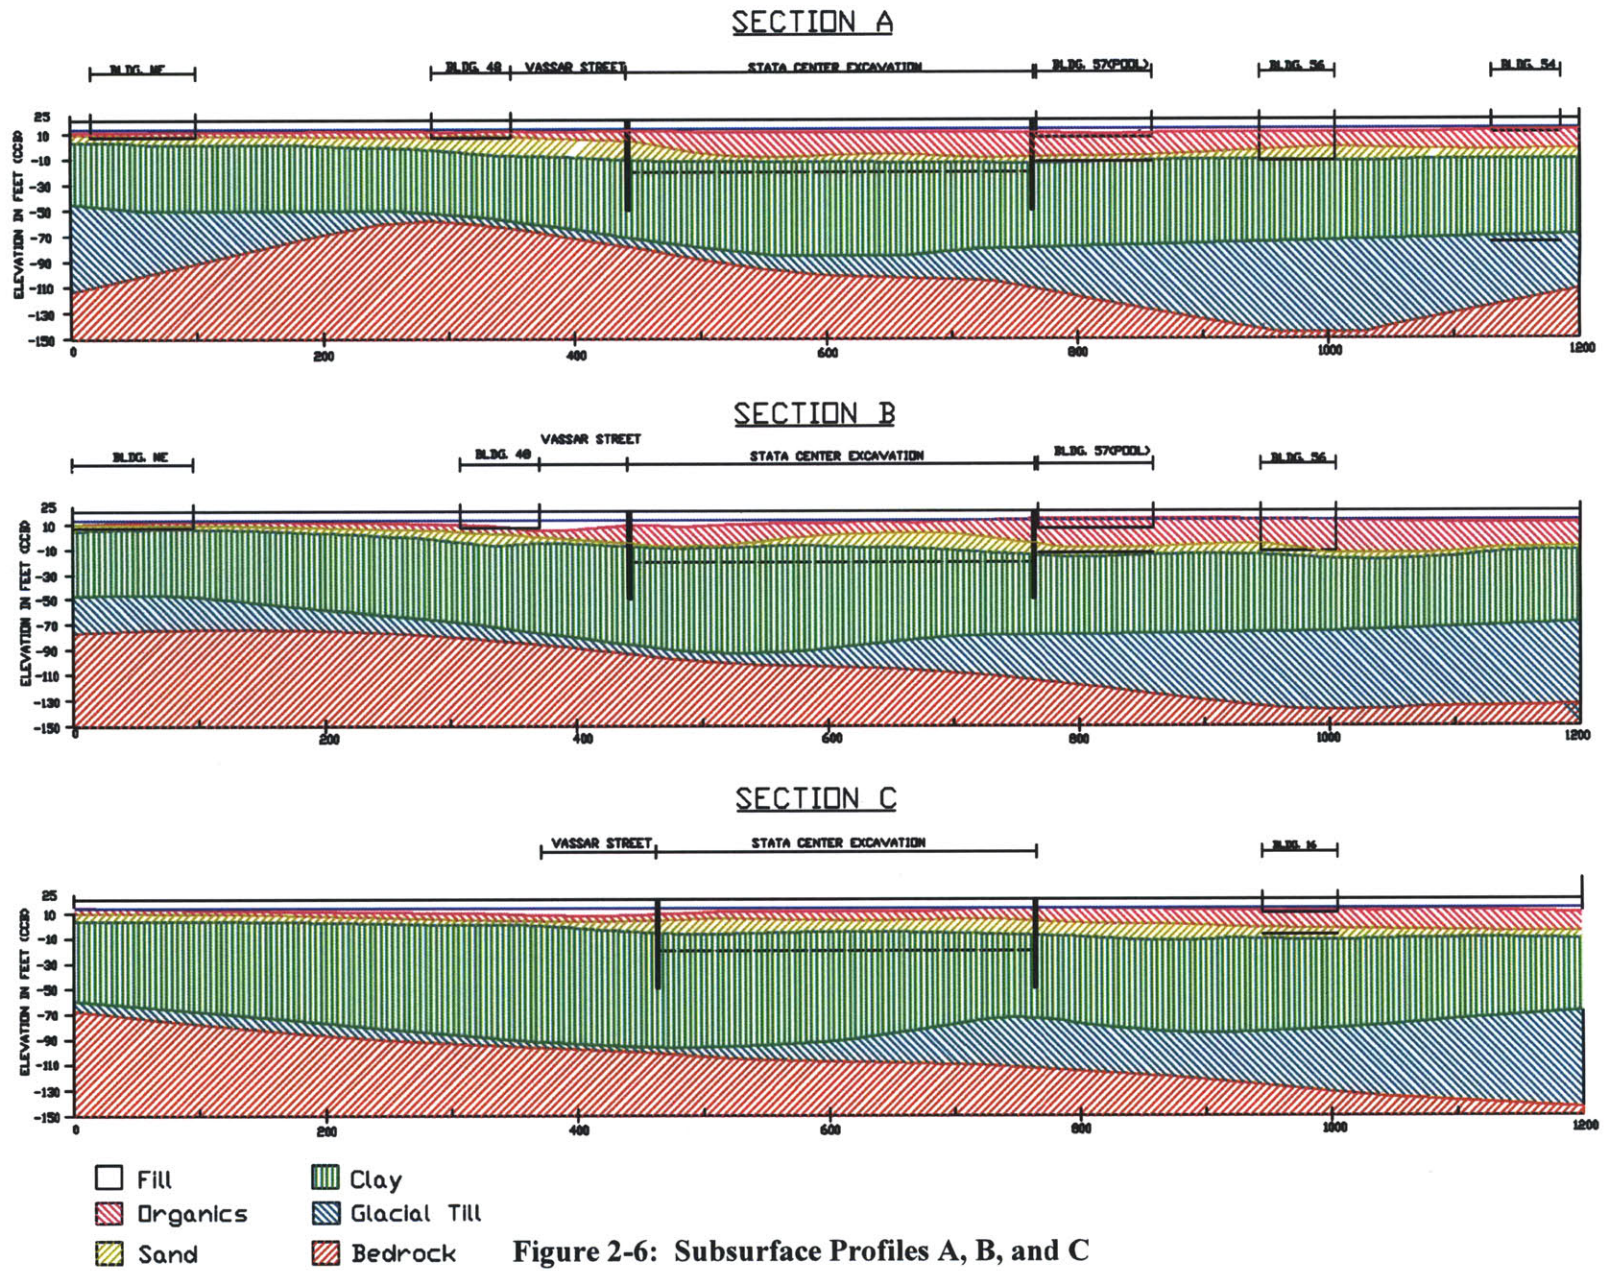 SECTION A
BLDG. NE BLDG. 48 VASSAR STREET STATA CENTER EXCAVATION BLDG. 57(POOL) BLDG. 56 BLDG. 54
ELEVATION IN FEET (CCB)
25
10
-10
-30
-50
-70
-90
-110
-130
-150
0 200 400 600 800 1000 1200
SECTION B
VASSAR STREET
BLDG. NE BLDG. 48 STATA CENTER EXCAVATION BLDG. 57(POOL) BLDG. 56
ELEVATION IN FEET (CCB)
25
10
-10
-30
-50
-70
-90
-110
-130
-150
0 200 400 600 800 1000 1200
SECTION C
VASSAR STREET STATA CENTER EXCAVATION BLDG. 16
ELEVATION IN FEET (CCB)
25
10
-10
-30
-50
-70
-90
-110
-130
-150
0 200 400 600 800 1000 1200
Fill Clay
Organics Glacial Till
Sand Bedrock
Figure 2-6: Subsurface Profiles A, B, and C